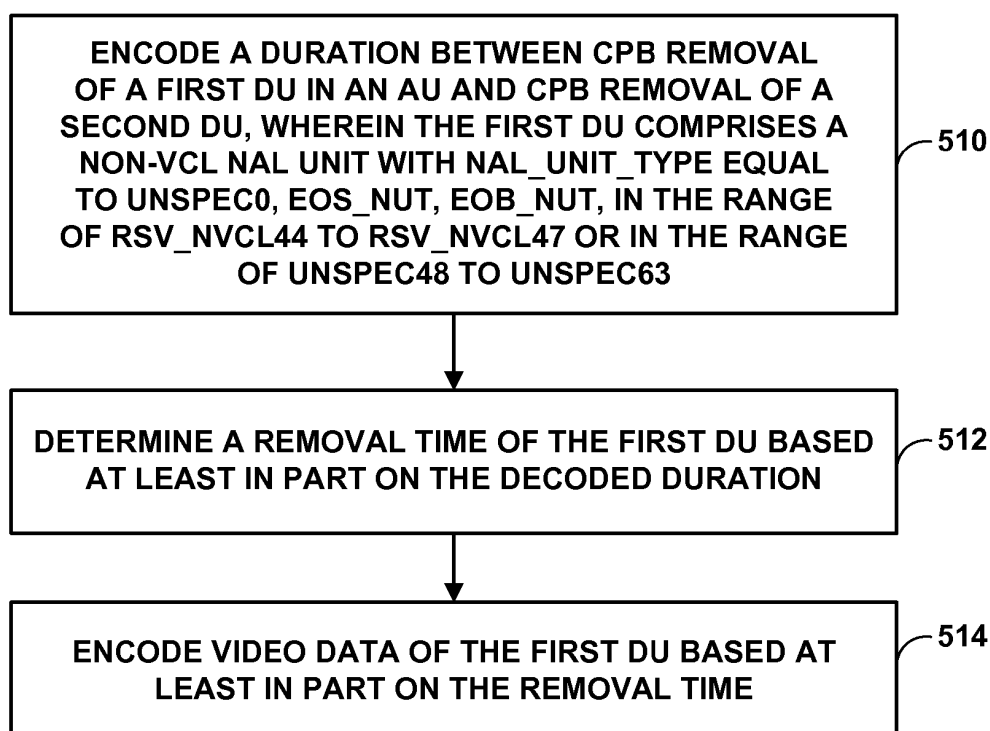 ENCODE A DURATION BETWEEN CPB REMOVAL
OF A FIRST DU IN AN AU AND CPB REMOVAL OF A
SECOND DU, WHEREIN THE FIRST DU COMPRISES A
NON-VCL NAL UNIT WITH NAL_UNIT_TYPE EQUAL
TO UNSPEC0, EOS_NUT, EOB_NUT, IN THE RANGE
OF RSV_NVCL44 TO RSV_NVCL47 OR IN THE RANGE
OF UNSPEC48 TO UNSPEC63
510
DETERMINE A REMOVAL TIME OF THE FIRST DU BASED
AT LEAST IN PART ON THE DECODED DURATION
512
ENCODE VIDEO DATA OF THE FIRST DU BASED AT
LEAST IN PART ON THE REMOVAL TIME
514